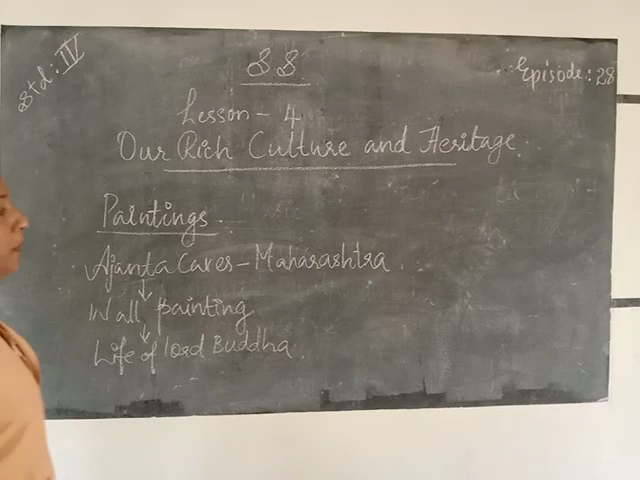 Std: IV
SS
Episode: 28
Lesson - 4
Our Rich Culture and Heritage
Paintings
Ajanta Caves - Maharashtra
Wall painting
Life of lord Buddha